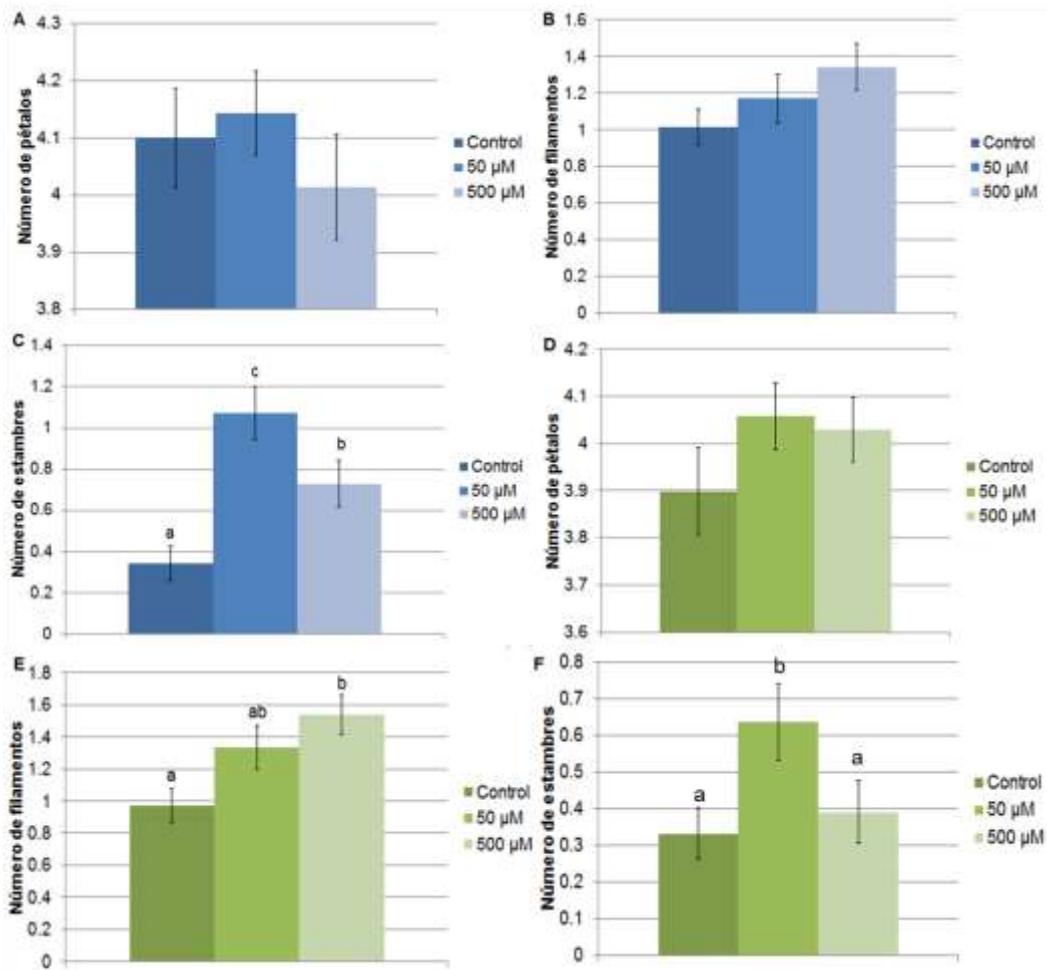 A
Número de pétalos
4.3
4.2
4.1
4
3.9
3.8
Control
50 µM
500 µM
B
Número de filamentos
1.6
1.4
1.2
1
0.8
0.6
0.4
0.2
0
Control
50 µM
500 µM
C
Número de estambres
1.4
1.2
1
0.8
0.6
0.4
0.2
0
a
c
b
Control
50 µM
500 µM
D
Número de pétalos
4.2
4.1
4
3.9
3.8
3.7
3.6
Control
50 µM
500 µM
E
Número de filamentos
1.8
1.6
1.4
1.2
1
0.8
0.6
0.4
0.2
0
a
ab
b
Control
50 µM
500 µM
F
Número de estambres
0.8
0.7
0.6
0.5
0.4
0.3
0.2
0.1
0
a
b
a
Control
50 µM
500 µM